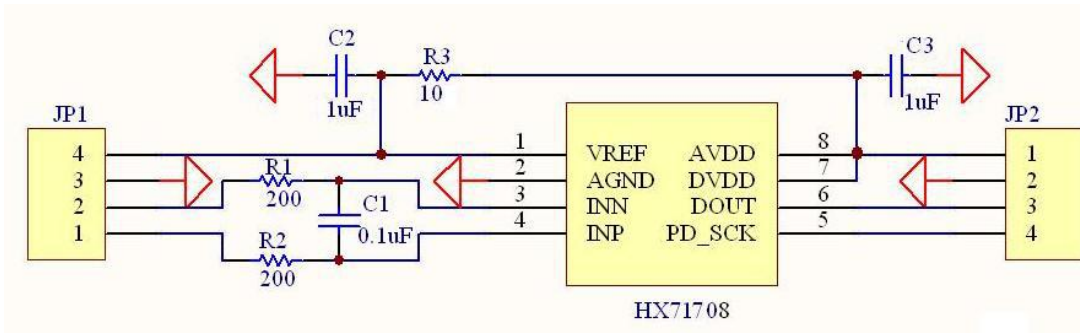 C2
1uF
R3
10
C3
1uF
JP1
4
3
2
1
R1
200
C1
0.1uF
R2
200
1 VREF AVDD 8
2 AGND DVDD 7
3 INN DOUT 6
4 INP PD_SCK 5
HX71708
JP2
1
2
3
4